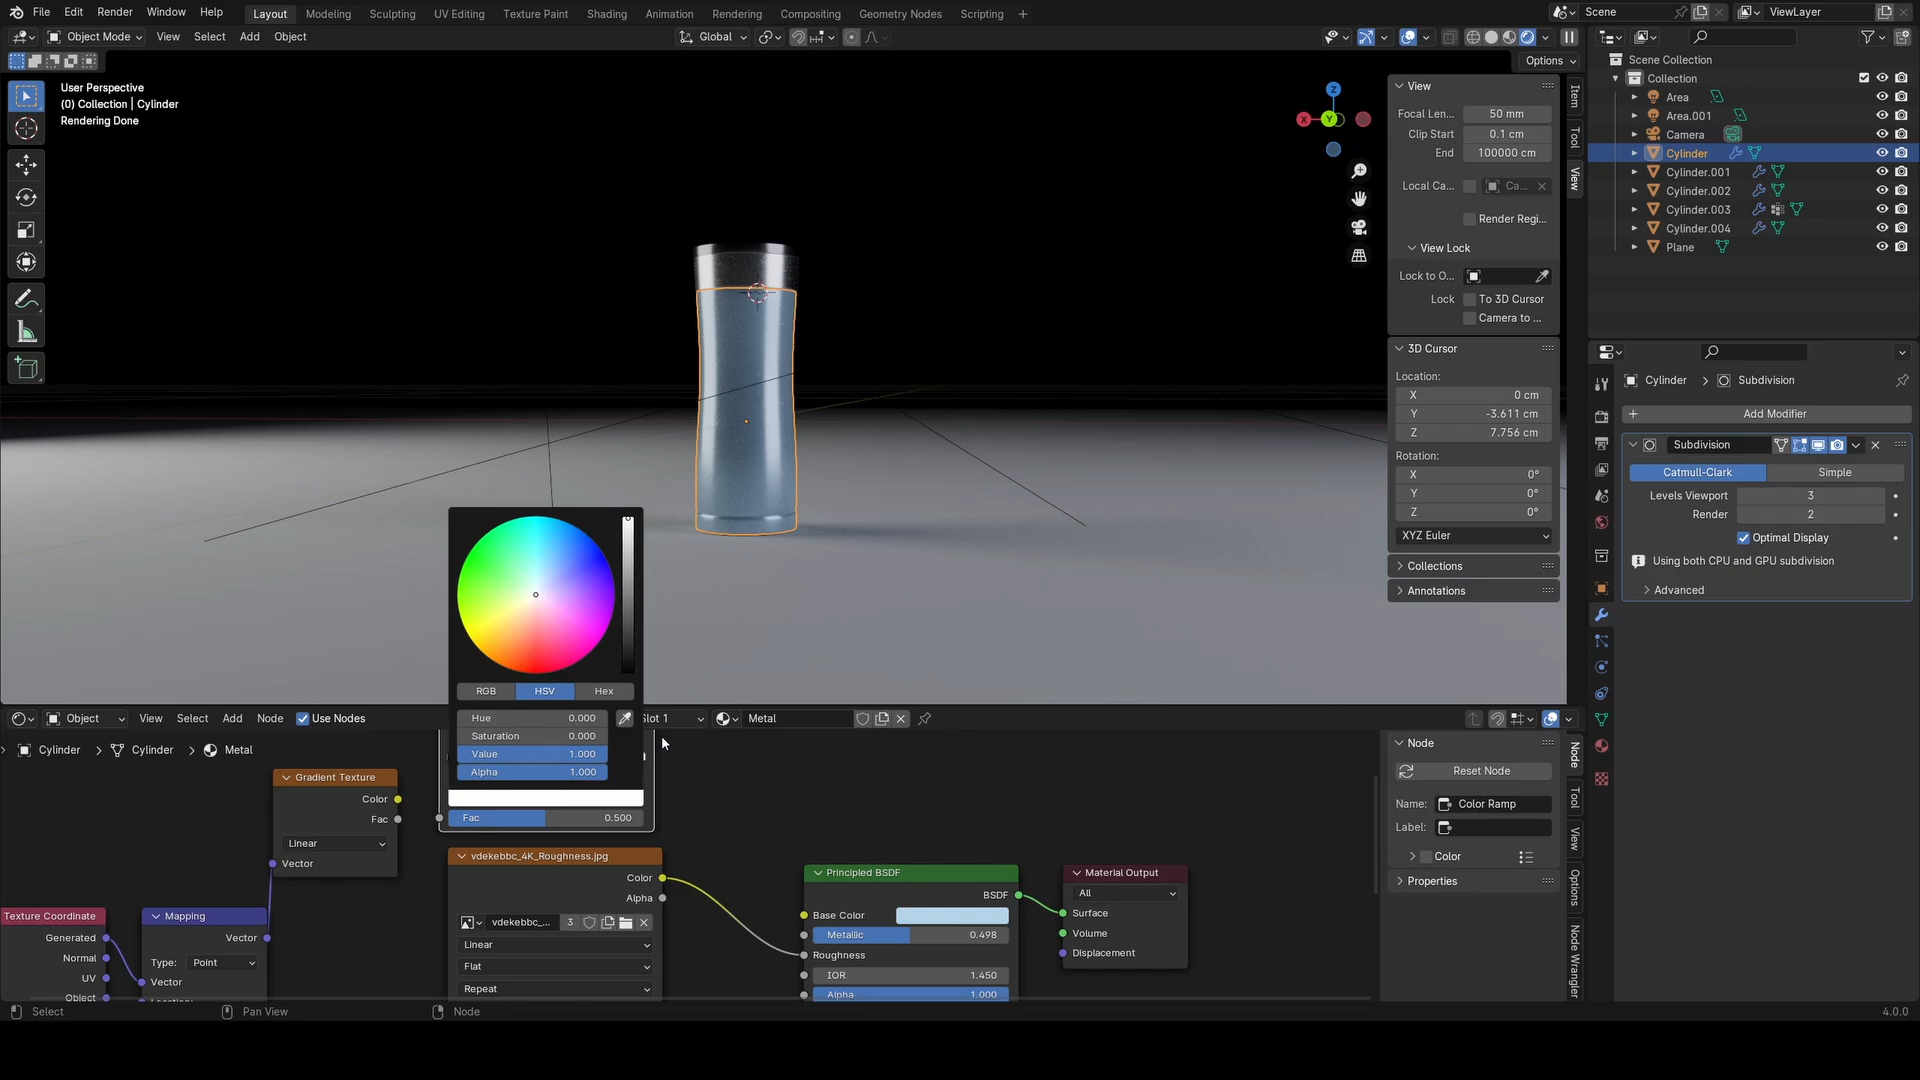 File Edit Render Window Help Layout Modeling Sculpting UV Editing Texture Paint Shading Animation Rendering Compositing Geometry Nodes Scripting Scene ViewLayer
Object Mode View Select Add Object Global
Options
User Perspective
(0) Collection | Cylinder
Rendering Done
View
Focal Len... 50 mm
Clip Start 0.1 cm
End 100000 cm
Local Ca... Ca...
Render Regi...
View Lock
Lock to O...
Lock To 3D Cursor
Camera to ...
3D Cursor
Location:
X 0 cm
Y -3.611 cm
Z 7.756 cm
Rotation:
X 0°
Y 0°
Z 0°
XYZ Euler
Collections
Annotations
Item
Tool
View
Scene Collection
Collection
Area
Area.001
Camera
Cylinder
Cylinder.001
Cylinder.002
Cylinder.003
Cylinder.004
Plane
Cylinder Subdivision
Add Modifier
Subdivision
Catmull-Clark Simple
Levels Viewport 3
Render 2
Optimal Display
Using both CPU and GPU subdivision
Advanced
X Y Z
RGB HSV Hex
Hue 0.000
Saturation 0.000
Value 1.000
Alpha 1.000
Fac 0.500
Object View Select Add Node Use Nodes Slot 1 Metal
Cylinder Cylinder Metal
Gradient Texture
Color
Fac
Linear
Vector
Texture Coordinate
Generated
Normal
UV
Object
Mapping
Vector
Type: Point
Vector
vdekebbc_4K_Roughness.jpg
Color
Alpha
vdekebbc_... 3
Linear
Flat
Repeat
Principled BSDF
BSDF
Base Color
Metallic 0.498
Roughness
IOR 1.450
Alpha 1.000
Material Output
All
Surface
Volume
Displacement
Node
Reset Node
Name: Color Ramp
Label:
Color
Properties
Node
Tool
View
Options
Node Wrangler
Select Pan View Node 4.0.0